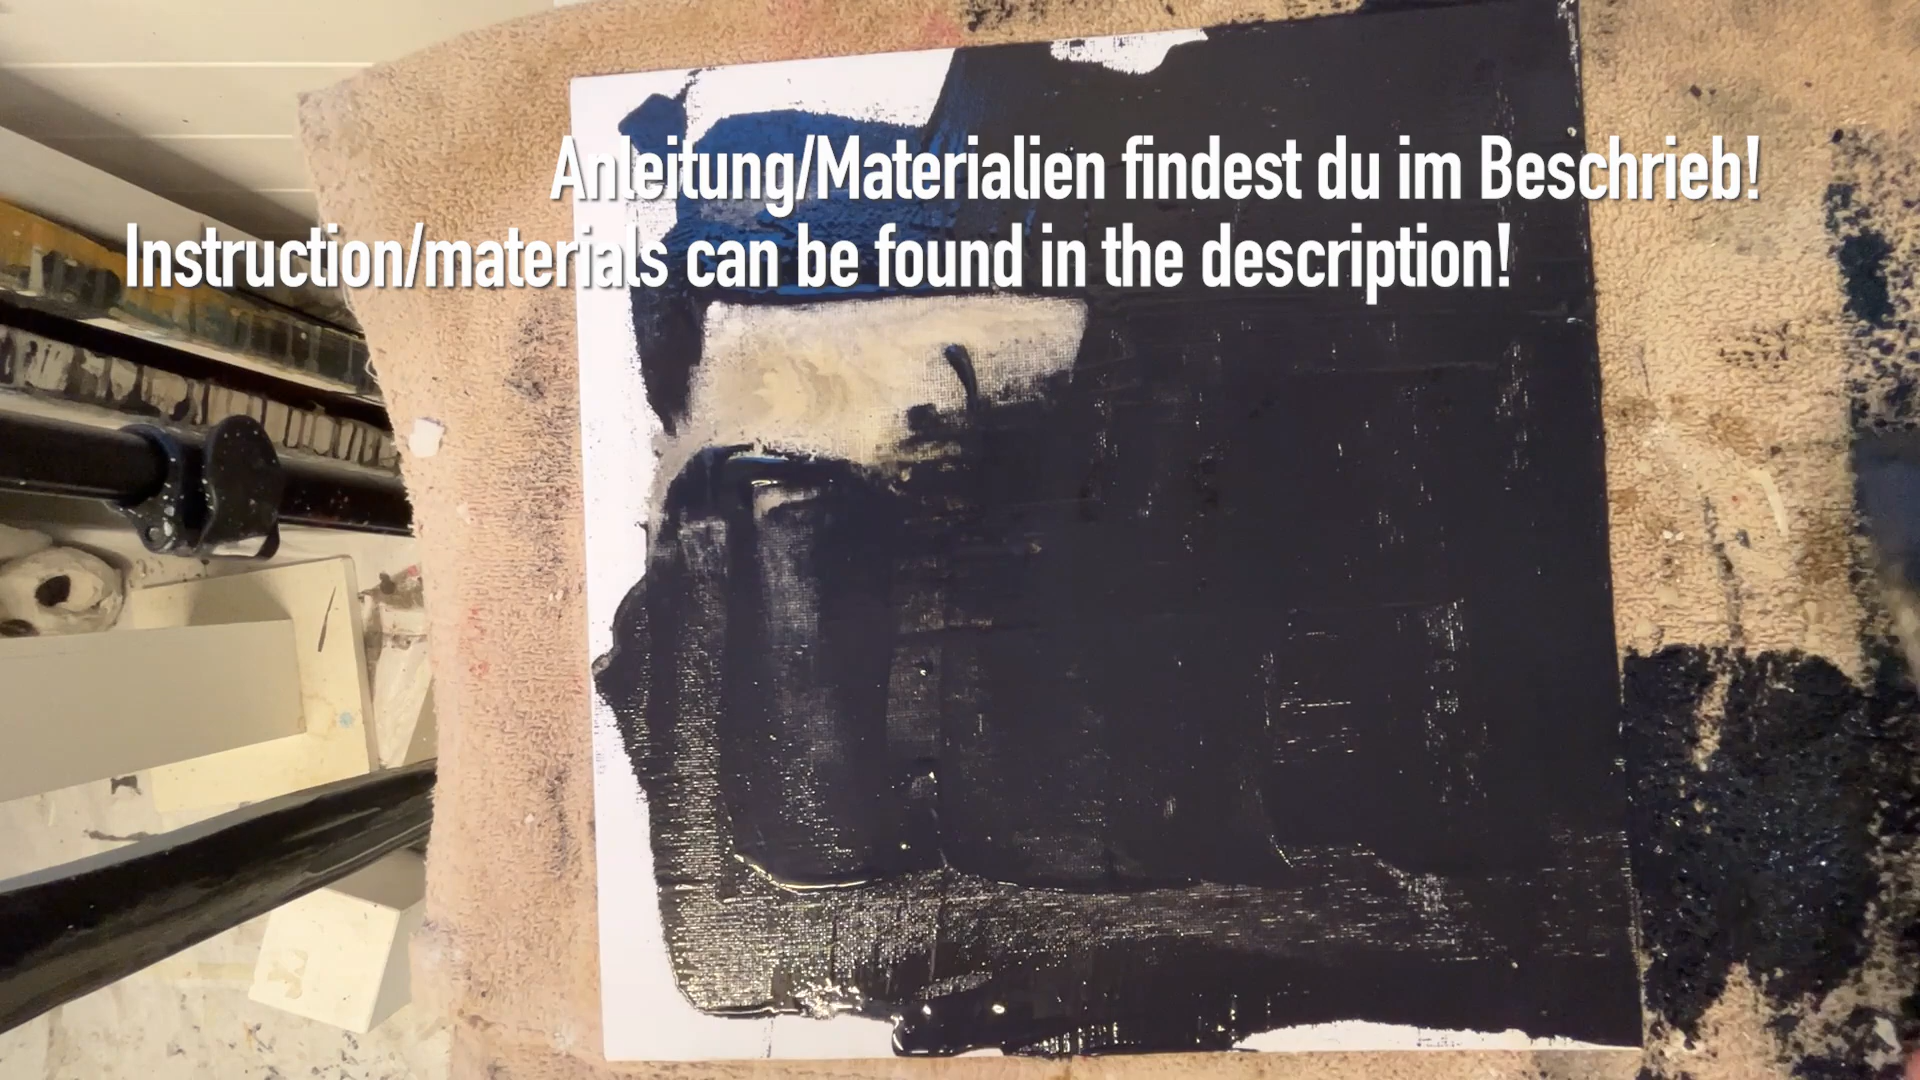 Anleitung/Materialien findest du im Beschrieb!
Instruction/materials can be found in the description!